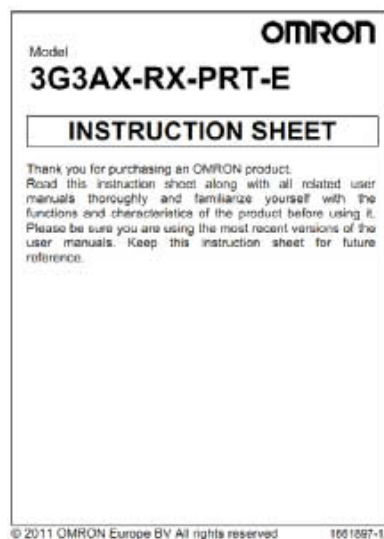 OMRON
Model
3G3AX-RX-PRT-E
INSTRUCTION SHEET
Thank you for purchasing an OMRON product.
Read this instruction sheet along with all related user
manuals thoroughly and familiarize yourself with the
functions and characteristics of the product before using it.
Please be sure you are using the most recent versions of the
user manuals. Keep this instruction sheet for future
reference.
© 2011 OMRON Europe BV All rights reserved
1661897-1